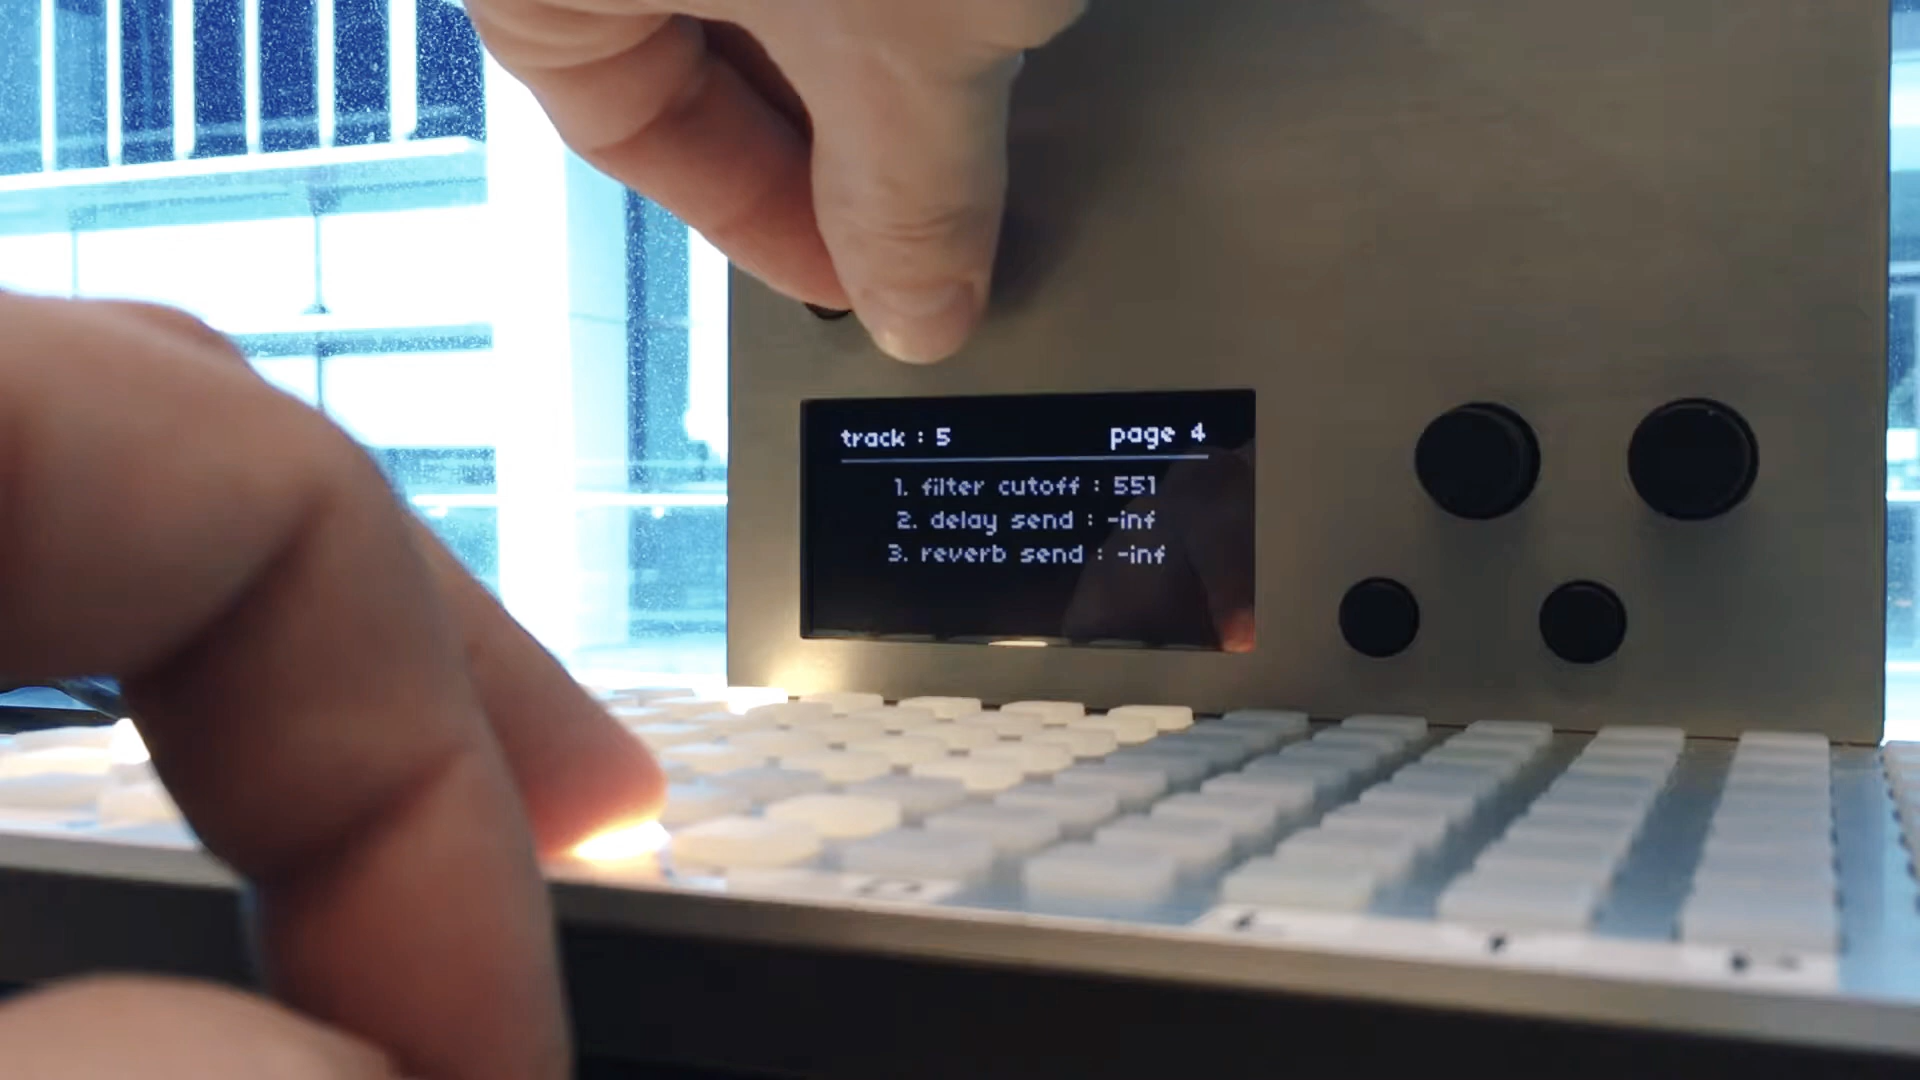 track : 5 page 4
1. filter cutoff : 551
2. delay send : -inf
3. reverb send : -inf